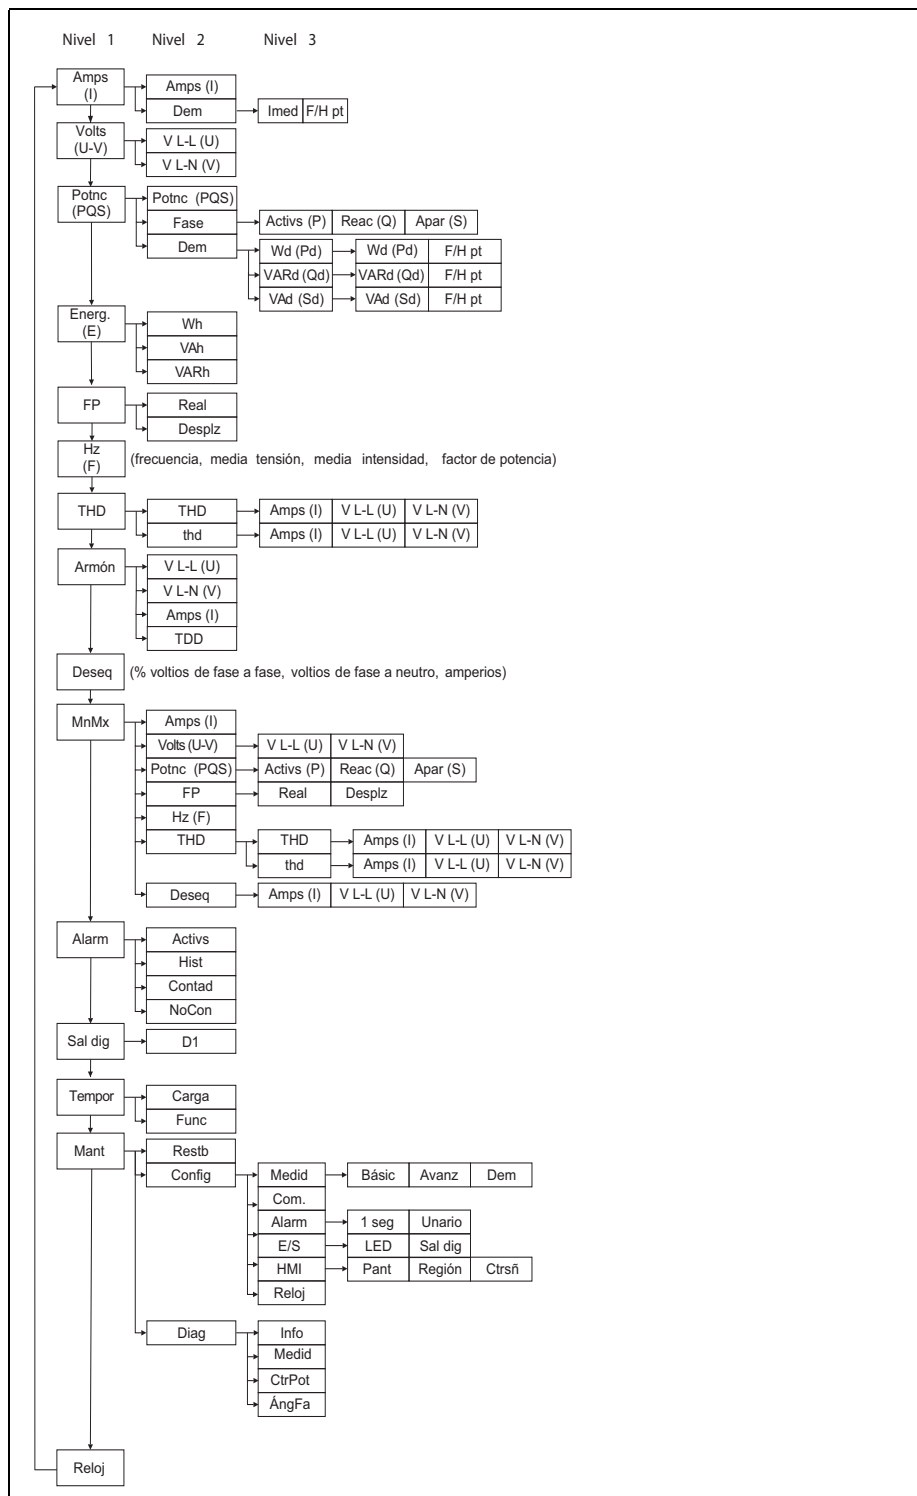 Nivel 1 Nivel 2 Nivel 3
Amps (I)
Amps (I)
Dem
Imed F/H pt
Volts (U-V)
V L-L (U)
V L-N (V)
Potnc (PQS)
Potnc (PQS)
Fase
Activs (P) Reac (Q) Apar (S)
Dem
Wd (Pd) Wd (Pd) F/H pt
VARd (Qd) VARd (Qd) F/H pt
VAd (Sd) VAd (Sd) F/H pt
Energ. (E)
Wh
VAh
VARh
FP
Real
Desplz
Hz (F)
(frecuencia, media tensión, media intensidad, factor de potencia)
THD
THD Amps (I) V L-L (U) V L-N (V)
thd Amps (I) V L-L (U) V L-N (V)
Armón
V L-L (U)
V L-N (V)
Amps (I)
TDD
Deseq
(% voltios de fase a fase, voltios de fase a neutro, amperios)
MnMx
Amps (I)
Volts (U-V) V L-L (U) V L-N (V)
Potnc (PQS) Activs (P) Reac (Q) Apar (S)
FP Real Desplz
Hz (F)
THD THD Amps (I) V L-L (U) V L-N (V)
thd Amps (I) V L-L (U) V L-N (V)
Deseq Amps (I) V L-L (U) V L-N (V)
Alarm
Activs
Hist
Contad
NoCon
Sal dig
D1
Tempor
Carga
Func
Mant
Restb
Config
Medid Básic Avanz Dem
Com.
Alarm 1 seg Unario
E/S LED Sal dig
HMI Pant Región Ctrsñ
Reloj
Diag
Info
Medid
CtrPot
ÁngFa
Reloj